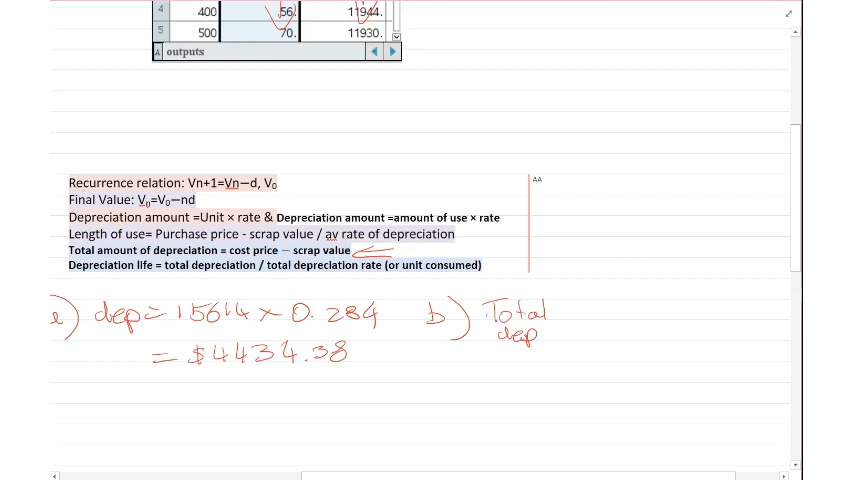 4 400 56. 11944.
5 500 70. 11930.
A outputs
Recurrence relation: Vn+1=Vn−d, V₀
AA
Final Value: V₀=V₀−nd
Depreciation amount =Unit × rate & Depreciation amount =amount of use × rate
Length of use= Purchase price - scrap value / av rate of depreciation
Total amount of depreciation = cost price − scrap value
Depreciation life = total depreciation / total depreciation rate (or unit consumed)
a) dep = 15614 × 0.284 b) Total
dep
= $4434.38